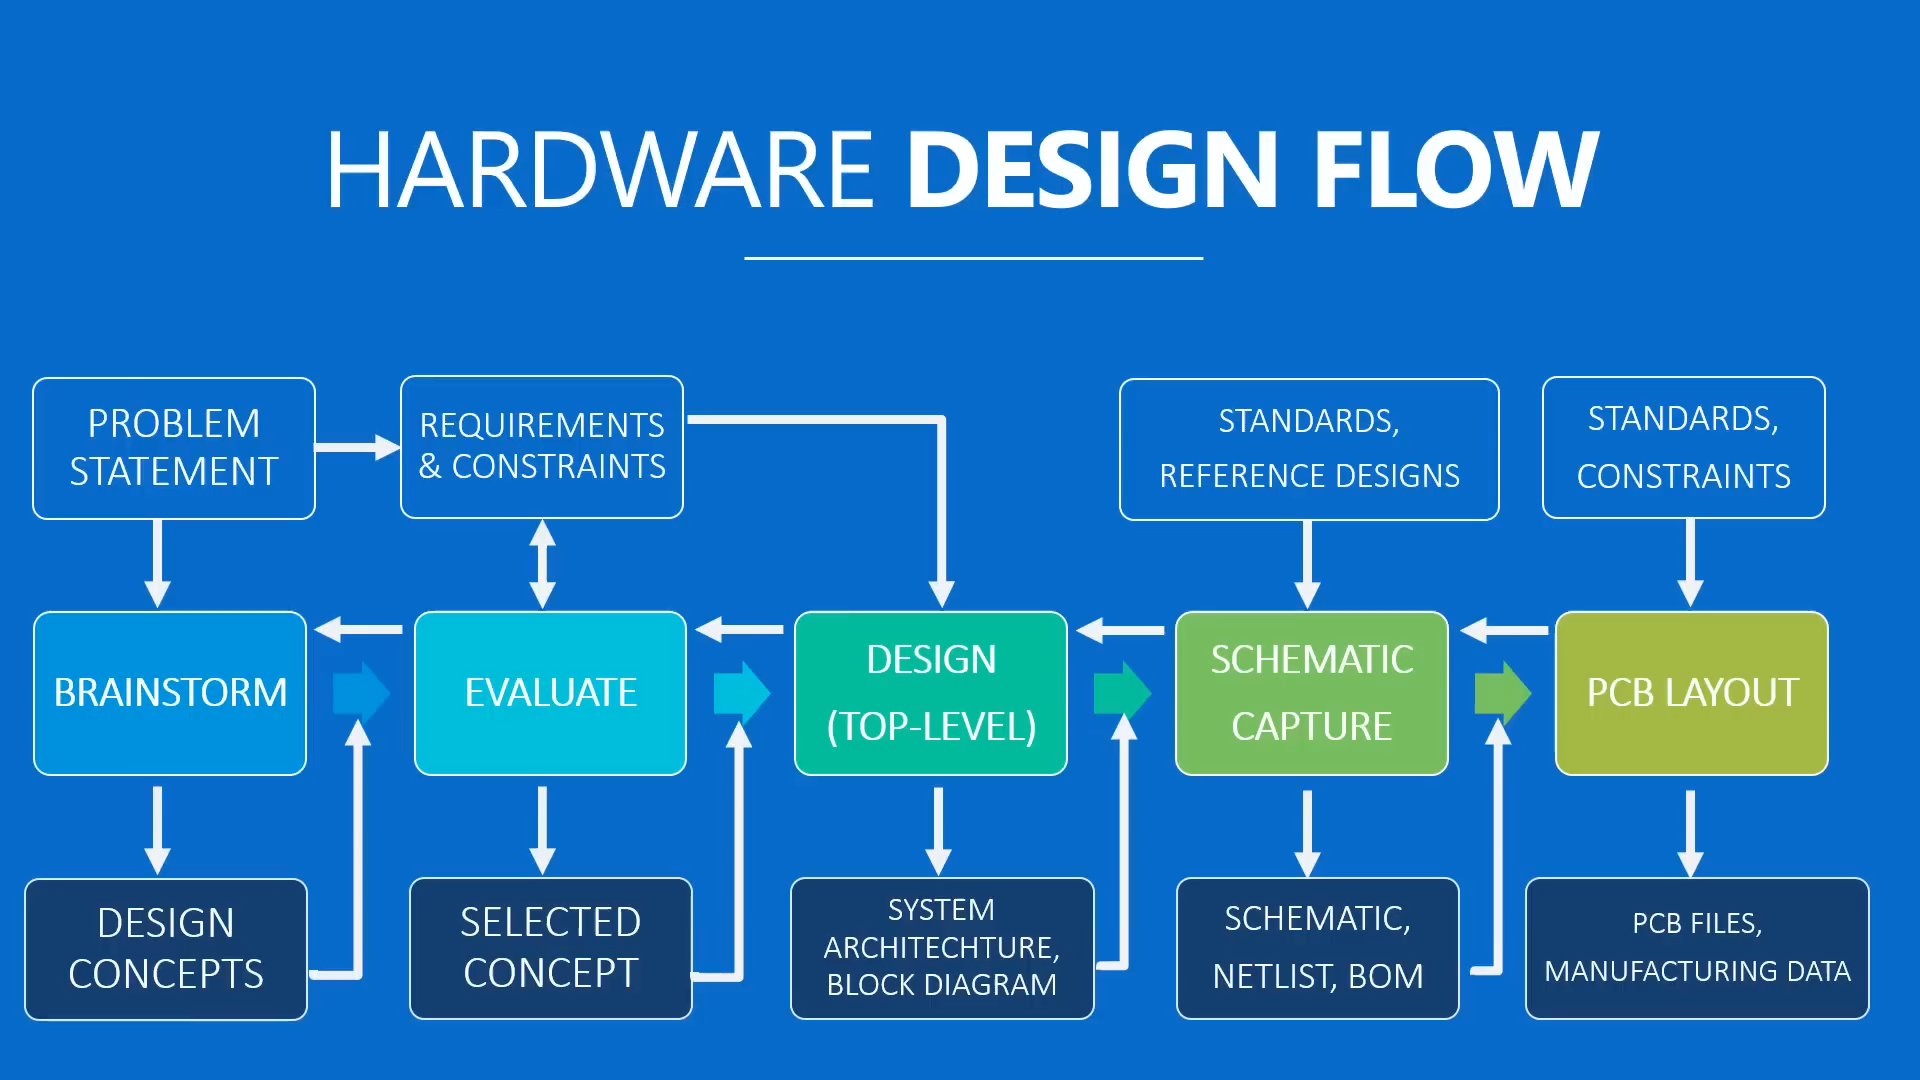 HARDWARE DESIGN FLOW
PROBLEM
STATEMENT
REQUIREMENTS
& CONSTRAINTS
STANDARDS,
REFERENCE DESIGNS
STANDARDS,
CONSTRAINTS
BRAINSTORM
EVALUATE
DESIGN
(TOP-LEVEL)
SCHEMATIC
CAPTURE
PCB LAYOUT
DESIGN
CONCEPTS
SELECTED
CONCEPT
SYSTEM
ARCHITECHTURE,
BLOCK DIAGRAM
SCHEMATIC,
NETLIST, BOM
PCB FILES,
MANUFACTURING DATA